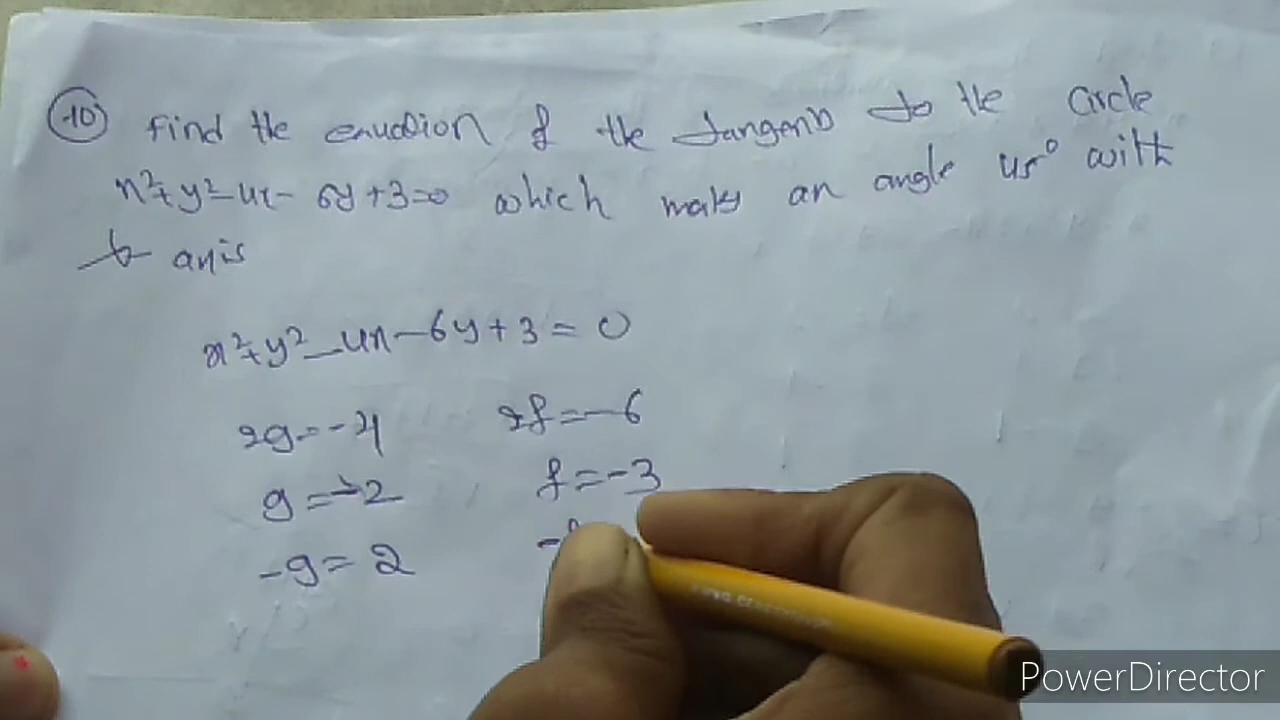 10 Find the equation of the tangents to the circle
x²+y²-4x-6y+3=0 which makes an angle 45° with
x-axis
x²+y²-4x-6y+3=0
2g=-4 2f=-6
g=-2 f=-3
-g=2 -f
PowerDirector